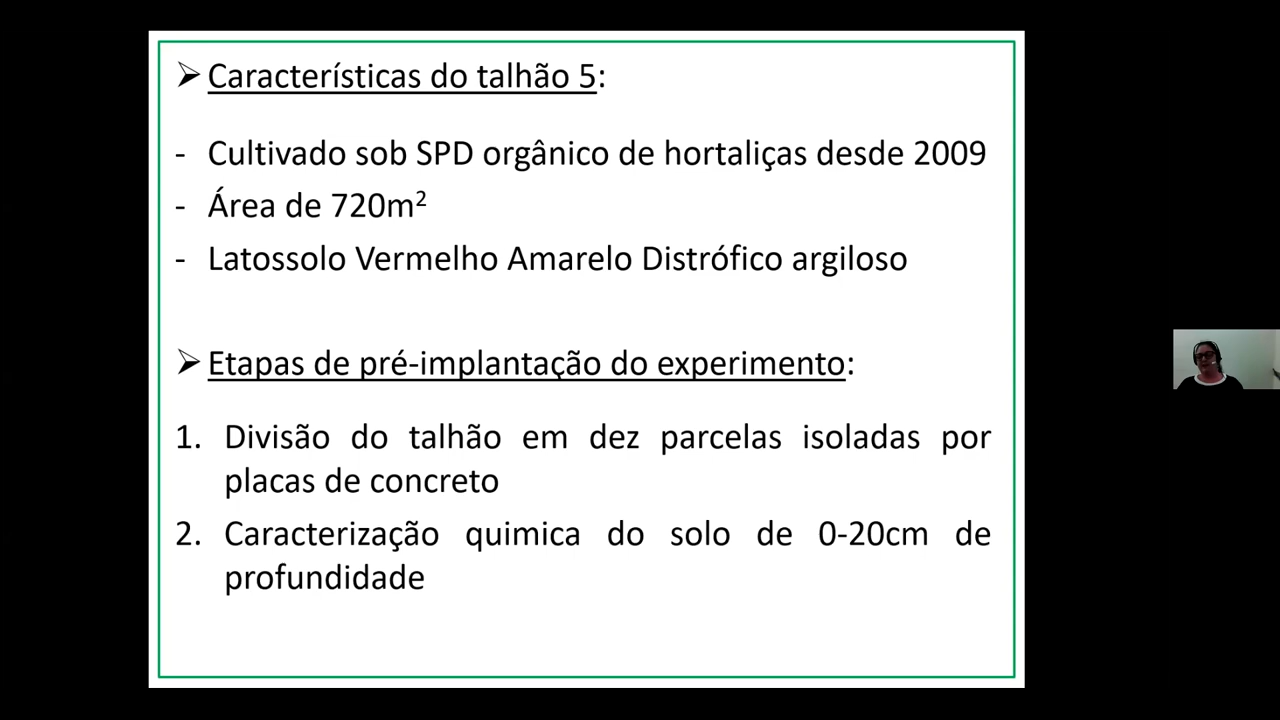 ➢ Características do talhão 5:
- Cultivado sob SPD orgânico de hortaliças desde 2009
- Área de 720m²
- Latossolo Vermelho Amarelo Distrófico argiloso
➢ Etapas de pré-implantação do experimento:
1. Divisão do talhão em dez parcelas isoladas por
placas de concreto
2. Caracterização quimica do solo de 0-20cm de
profundidade